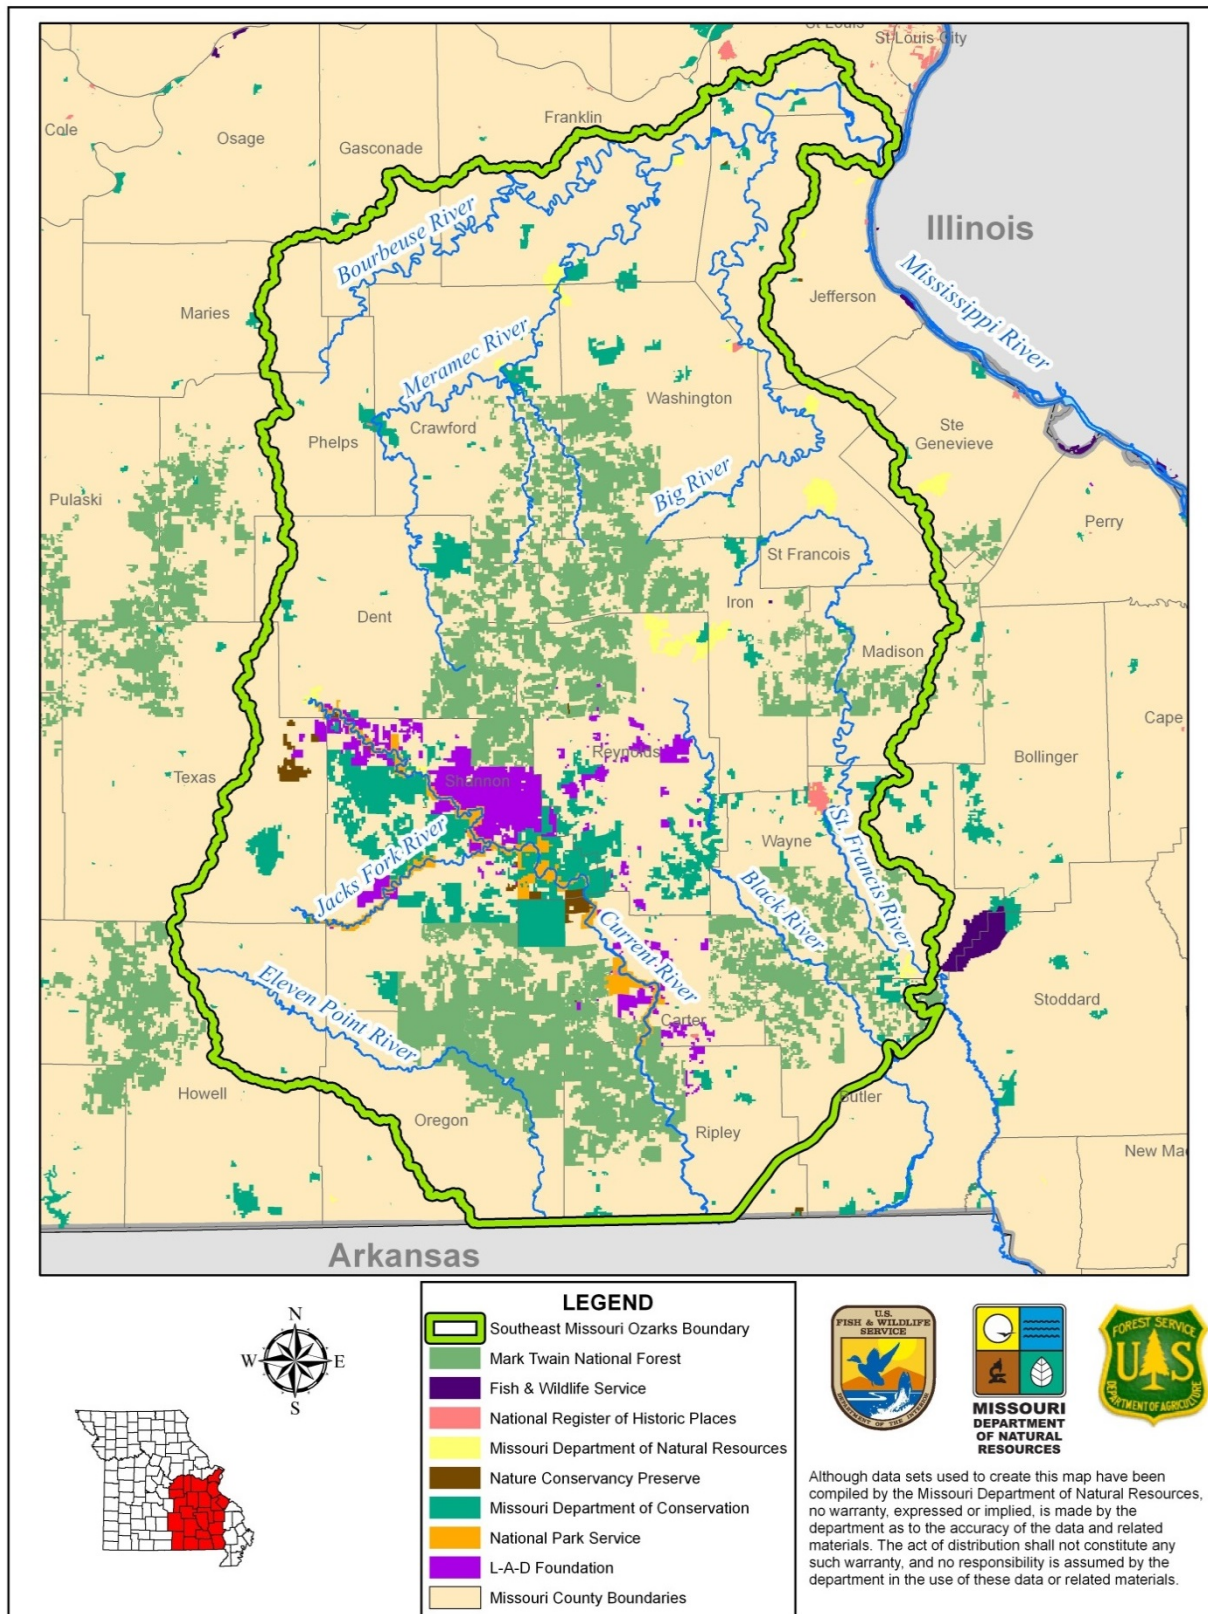 St Louis
St Louis City
Franklin
Cole
Osage
Gasconade
Bourbeuse River
Illinois
Mississippi River
Jefferson
Maries
Meramec River
Washington
Ste
Genevieve
Phelps
Crawford
Pulaski
Big River
Perry
St Francois
Iron
Dent
Madison
Cape
Reynolds
Bollinger
Texas
Shannon
Jacks Fork River
Wayne
St Francis River
Black River
Current River
Eleven Point River
Stoddard
Carter
Howell
Butler
Oregon
Ripley
New Ma
Arkansas
LEGEND
Southeast Missouri Ozarks Boundary
Mark Twain National Forest
Fish & Wildlife Service
National Register of Historic Places
Missouri Department of Natural Resources
Nature Conservancy Preserve
Missouri Department of Conservation
National Park Service
L-A-D Foundation
Missouri County Boundaries
N
W E
S
U.S.
FISH & WILDLIFE
SERVICE
DEPARTMENT OF THE INTERIOR
MISSOURI
DEPARTMENT
OF NATURAL
RESOURCES
FOREST SERVICE
U S
DEPARTMENT OF AGRICULTURE
Although data sets used to create this map have been
compiled by the Missouri Department of Natural Resources,
no warranty, expressed or implied, is made by the
department as to the accuracy of the data and related
materials. The act of distribution shall not constitute any
such warranty, and no responsibility is assumed by the
department in the use of these data or related materials.